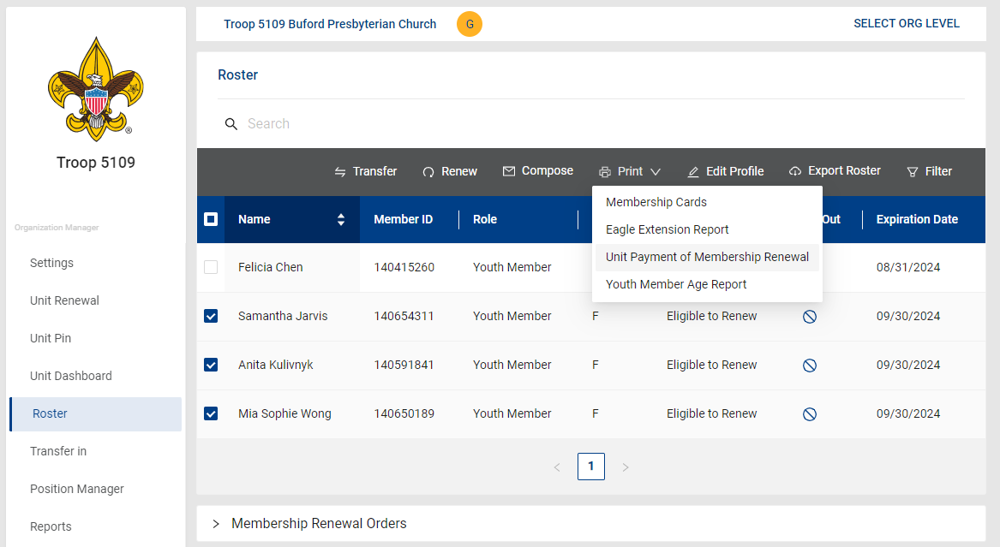 Troop 5109 Buford Presbyterian Church
G
SELECT ORG LEVEL
Troop 5109
Organization Manager
Settings
Unit Renewal
Unit Pin
Unit Dashboard
Roster
Transfer in
Position Manager
Reports
Roster
Search
Transfer Renew Compose Print Edit Profile Export Roster Filter
Membership Cards
Eagle Extension Report
Unit Payment of Membership Renewal
Youth Member Age Report
Name Member ID Role Out Expiration Date
Felicia Chen 140415260 Youth Member 08/31/2024
Samantha Jarvis 140654311 Youth Member F Eligible to Renew 09/30/2024
Anita Kulivnyk 140591841 Youth Member F Eligible to Renew 09/30/2024
Mia Sophie Wong 140650189 Youth Member F Eligible to Renew 09/30/2024
< 1 >
> Membership Renewal Orders